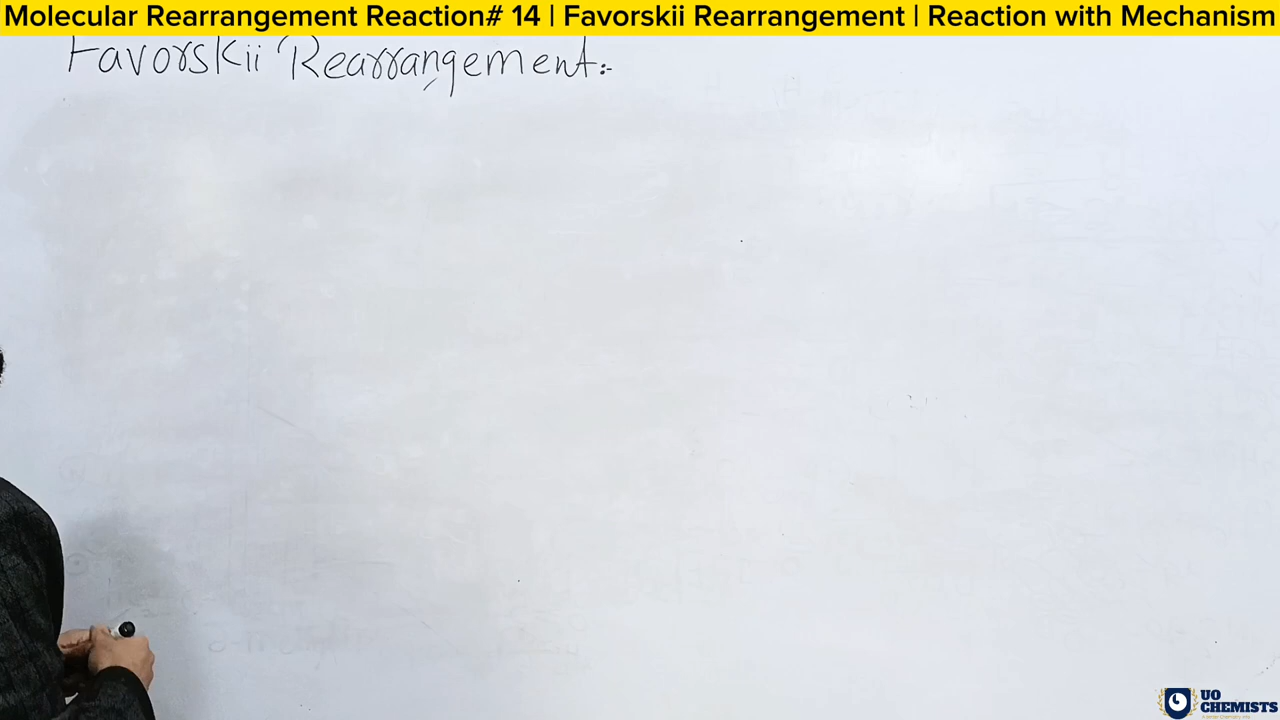 Molecular Rearrangement Reaction# 14 | Favorskii Rearrangement | Reaction with Mechanism
Favorskii Rearrangement:-
UO
CHEMISTS